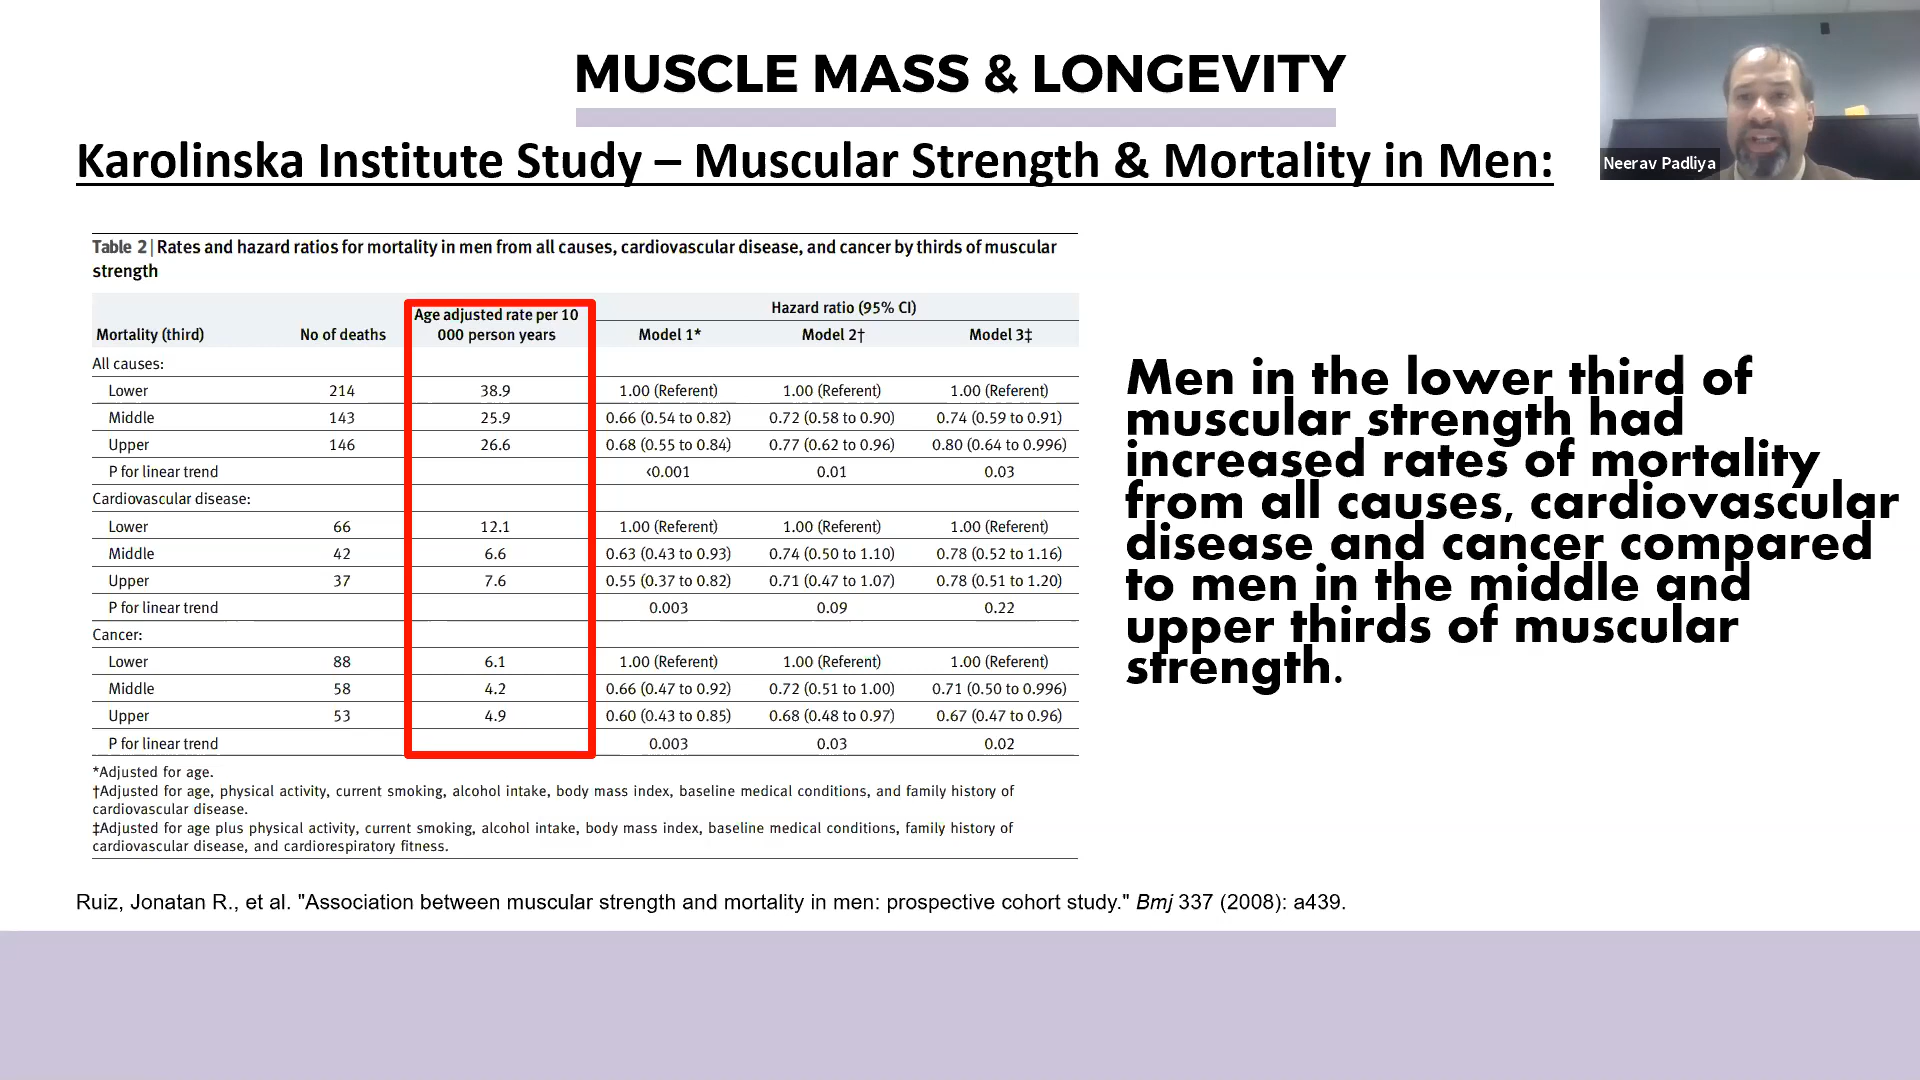 MUSCLE MASS & LONGEVITY
Karolinska Institute Study – Muscular Strength & Mortality in Men:
Neerav Padliya
Table 2 | Rates and hazard ratios for mortality in men from all causes, cardiovascular disease, and cancer by thirds of muscular
strength
Age adjusted rate per 10 Hazard ratio (95% CI)
Mortality (third) No of deaths 000 person years Model 1* Model 2† Model 3‡
All causes:
Lower 214 38.9 1.00 (Referent) 1.00 (Referent) 1.00 (Referent)
Middle 143 25.9 0.66 (0.54 to 0.82) 0.72 (0.58 to 0.90) 0.74 (0.59 to 0.91)
Upper 146 26.6 0.68 (0.55 to 0.84) 0.77 (0.62 to 0.96) 0.80 (0.64 to 0.996)
P for linear trend <0.001 0.01 0.03
Cardiovascular disease:
Lower 66 12.1 1.00 (Referent) 1.00 (Referent) 1.00 (Referent)
Middle 42 6.6 0.63 (0.43 to 0.93) 0.74 (0.50 to 1.10) 0.78 (0.52 to 1.16)
Upper 37 7.6 0.55 (0.37 to 0.82) 0.71 (0.47 to 1.07) 0.78 (0.51 to 1.20)
P for linear trend 0.003 0.09 0.22
Cancer:
Lower 88 6.1 1.00 (Referent) 1.00 (Referent) 1.00 (Referent)
Middle 58 4.2 0.66 (0.47 to 0.92) 0.72 (0.51 to 1.00) 0.71 (0.50 to 0.996)
Upper 53 4.9 0.60 (0.43 to 0.85) 0.68 (0.48 to 0.97) 0.67 (0.47 to 0.96)
P for linear trend 0.003 0.03 0.02
*Adjusted for age.
†Adjusted for age, physical activity, current smoking, alcohol intake, body mass index, baseline medical conditions, and family history of
cardiovascular disease.
‡Adjusted for age plus physical activity, current smoking, alcohol intake, body mass index, baseline medical conditions, family history of
cardiovascular disease, and cardiorespiratory fitness.
Men in the lower third of
muscular strength had
increased rates of mortality
from all causes, cardiovascular
disease and cancer compared
to men in the middle and
upper thirds of muscular
strength.
Ruiz, Jonatan R., et al. "Association between muscular strength and mortality in men: prospective cohort study." Bmj 337 (2008): a439.